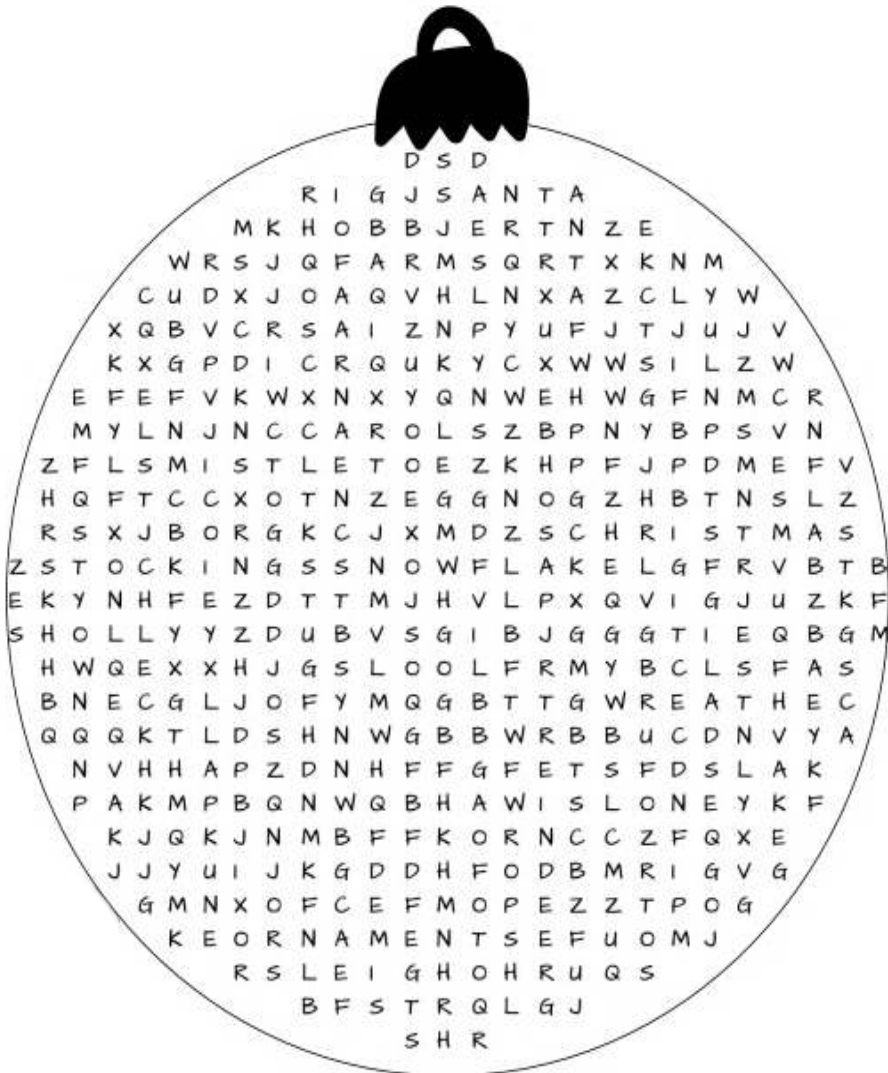 D S D
R I G J S A N T A
M K H O B B J E R T N Z E
W R S J Q F A R M S Q R T X K N M
C U D X J O A Q V H L N X A Z C L Y W
X Q B V C R S A I Z N P Y U F J T J U J V
K X G P D I C R Q U K Y C X W W S I L Z W
E F E F V K W X N X Y Q N W E H W G F N M C R
M Y L N J N C C A R O L S Z B P N Y B P S V N
Z F L S M I S T L E T O E Z K H P F J P D M E F V
H Q F T C C X O T N Z E G G N O G Z H B T N S L Z
R S X J B O R G K C J X M D Z S C H R I S T M A S
Z S T O C K I N G S S N O W F L A K E L G F R V B T B
E K Y N H F E Z D T T M J H V L P X Q V I G J U Z K F
S H O L L Y Y Z D U B V S G I B J G G G T I E Q B G M
H W Q E X X H J G S L O O L F R M Y B C L S F A S
B N E C G L J O F Y M Q G B T T G W R E A T H E C
Q Q Q K T L D S H N W G B B W R B B U C D N V Y A
N V H H A P Z D N H F F G F E T S F D S L A K
P A K M P B Q N W Q B H A W I S L O N E Y K F
K J Q K J N M B F F K O R N C C Z F Q X E
J J Y U I J K G D D H F O D B M R I G V G
G M N X O F C E F M O P E Z Z T P O G
K E O R N A M E N T S E F U O M J
R S L E I G H O H R U Q S
B F S T R Q L G J
S H R